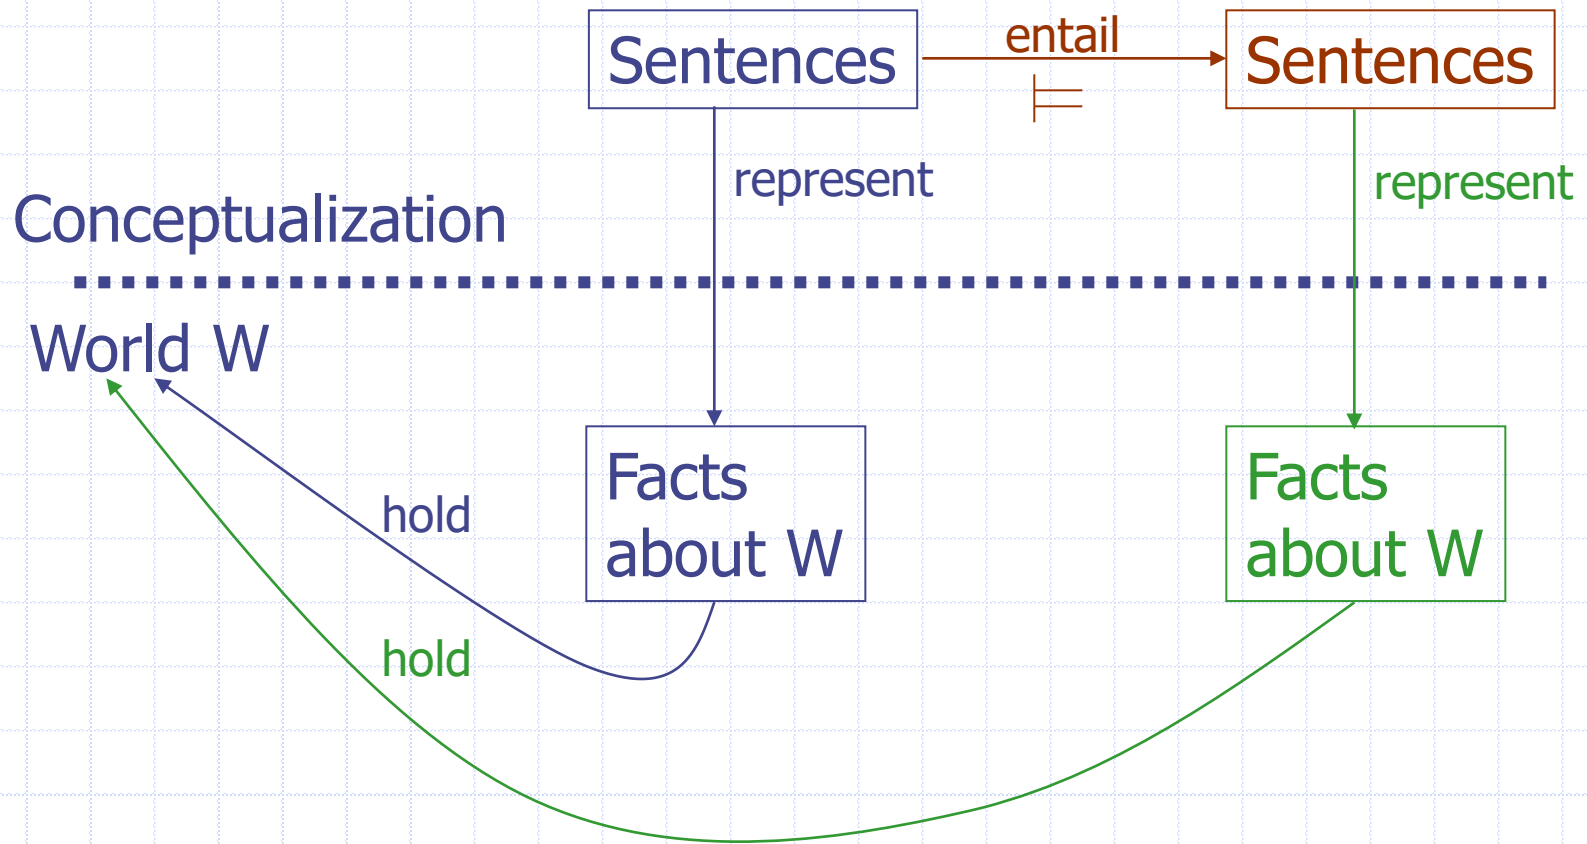 Sentences
entail
Sentences
⊨
represent
represent
Conceptualization
World W
Facts
about W
Facts
about W
hold
hold